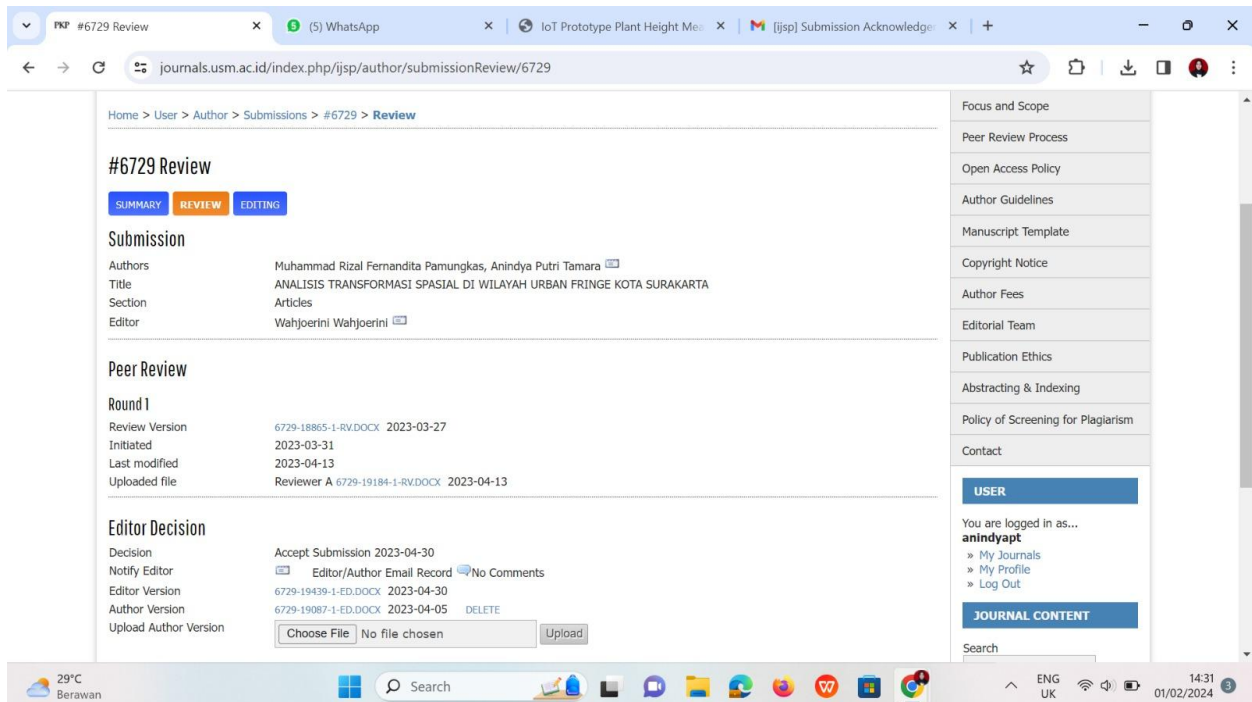 PKP #6729 Review
(5) WhatsApp
IoT Prototype Plant Height Mea
[ijsp] Submission Acknowledge
journals.usm.ac.id/index.php/ijsp/author/submissionReview/6729
Home > User > Author > Submissions > #6729 > Review
#6729 Review
SUMMARY REVIEW EDITING
Submission
Authors Muhammad Rizal Fernandita Pamungkas, Anindya Putri Tamara
Title ANALISIS TRANSFORMASI SPASIAL DI WILAYAH URBAN FRINGE KOTA SURAKARTA
Section Articles
Editor Wahjoerini Wahjoerini
Peer Review
Round 1
Review Version 6729-18865-1-RV.DOCX 2023-03-27
Initiated 2023-03-31
Last modified 2023-04-13
Uploaded file Reviewer A 6729-19184-1-RV.DOCX 2023-04-13
Editor Decision
Decision Accept Submission 2023-04-30
Notify Editor Editor/Author Email Record No Comments
Editor Version 6729-19439-1-ED.DOCX 2023-04-30
Author Version 6729-19087-1-ED.DOCX 2023-04-05 DELETE
Upload Author Version Choose File No file chosen Upload
Focus and Scope
Peer Review Process
Open Access Policy
Author Guidelines
Manuscript Template
Copyright Notice
Author Fees
Editorial Team
Publication Ethics
Abstracting & Indexing
Policy of Screening for Plagiarism
Contact
USER
You are logged in as...
anindyapt
» My Journals
» My Profile
» Log Out
JOURNAL CONTENT
Search
29°C
Berawan
Search
ENG
UK
14:31
01/02/2024
3